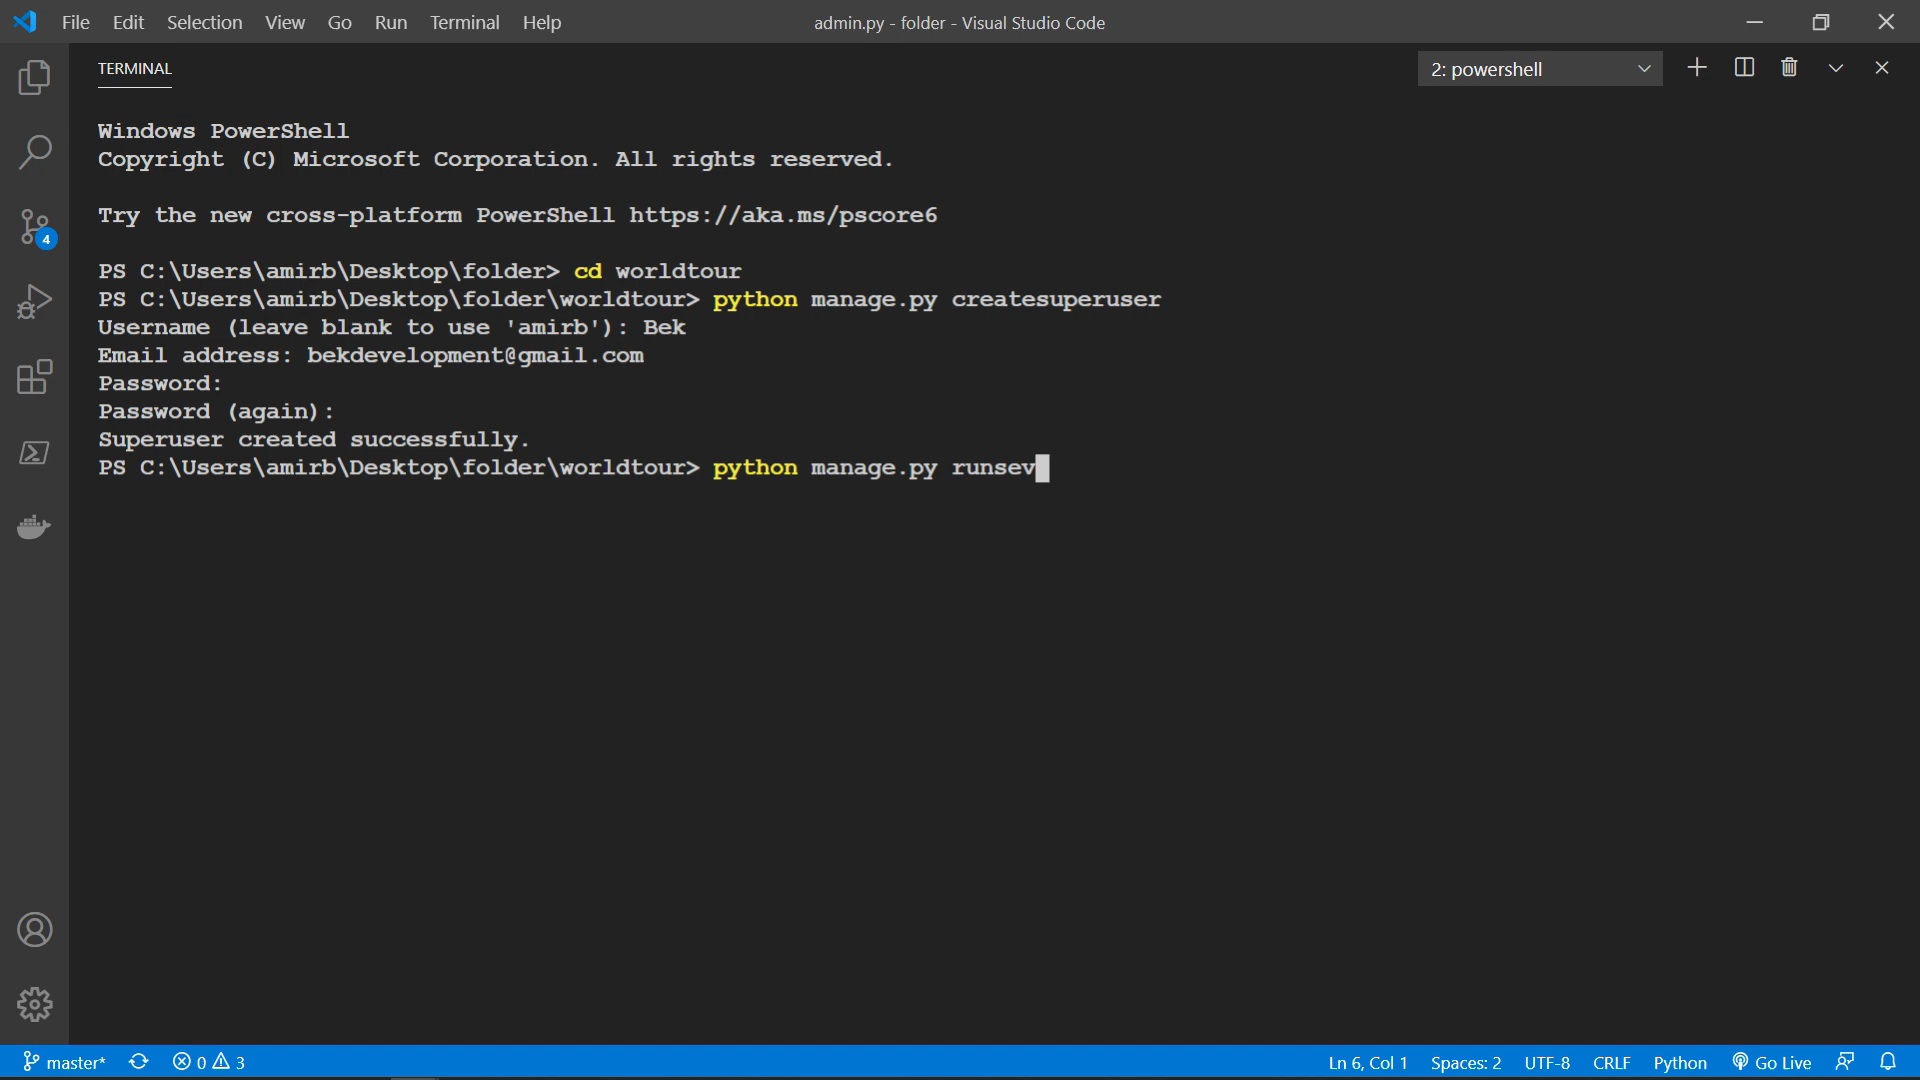 File Edit Selection View Go Run Terminal Help
admin.py - folder - Visual Studio Code
TERMINAL
2: powershell
Windows PowerShell
Copyright (C) Microsoft Corporation. All rights reserved.
Try the new cross-platform PowerShell https://aka.ms/pscore6
PS C:\Users\amirb\Desktop\folder> cd worldtour
PS C:\Users\amirb\Desktop\folder\worldtour> python manage.py createsuperuser
Username (leave blank to use 'amirb'): Bek
Email address: bekdevelopment@gmail.com
Password:
Password (again):
Superuser created successfully.
PS C:\Users\amirb\Desktop\folder\worldtour> python manage.py runsev
4
master* 0 3
Ln 6, Col 1 Spaces: 2 UTF-8 CRLF Python Go Live